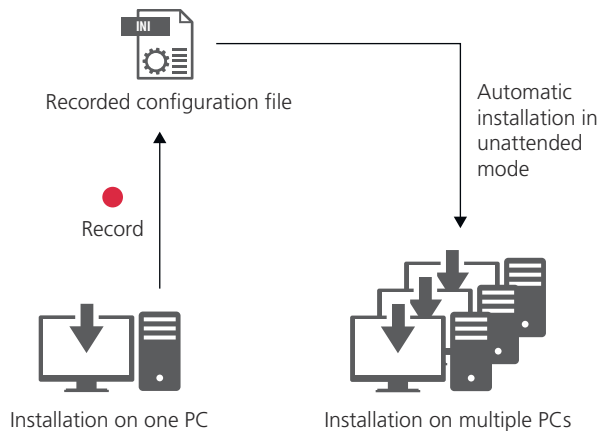 INI
Recorded configuration file
Automatic
installation in
unattended
mode
Record
Installation on one PC
Installation on multiple PCs